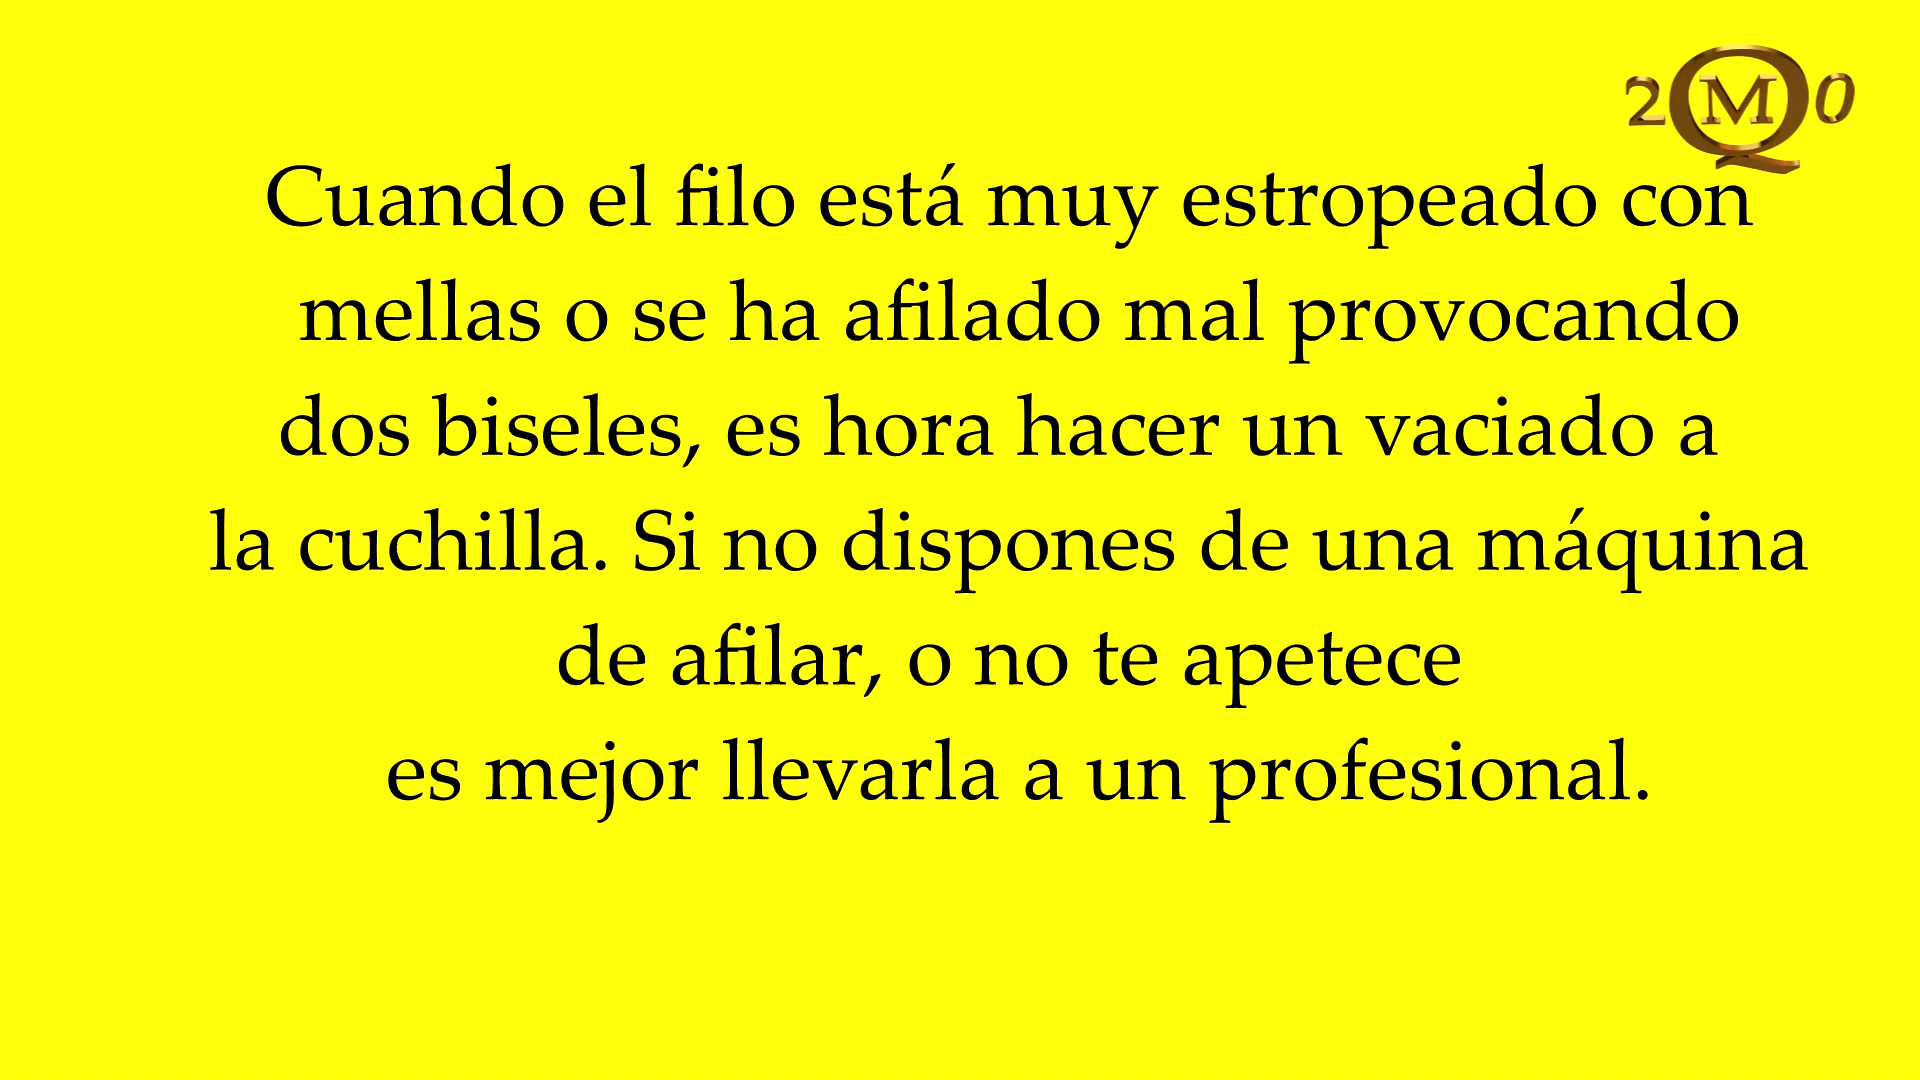 2 Q M 0
Cuando el filo está muy estropeado con
mellas o se ha afilado mal provocando
dos biseles, es hora hacer un vaciado a
la cuchilla. Si no dispones de una máquina
de afilar, o no te apetece
es mejor llevarla a un profesional.